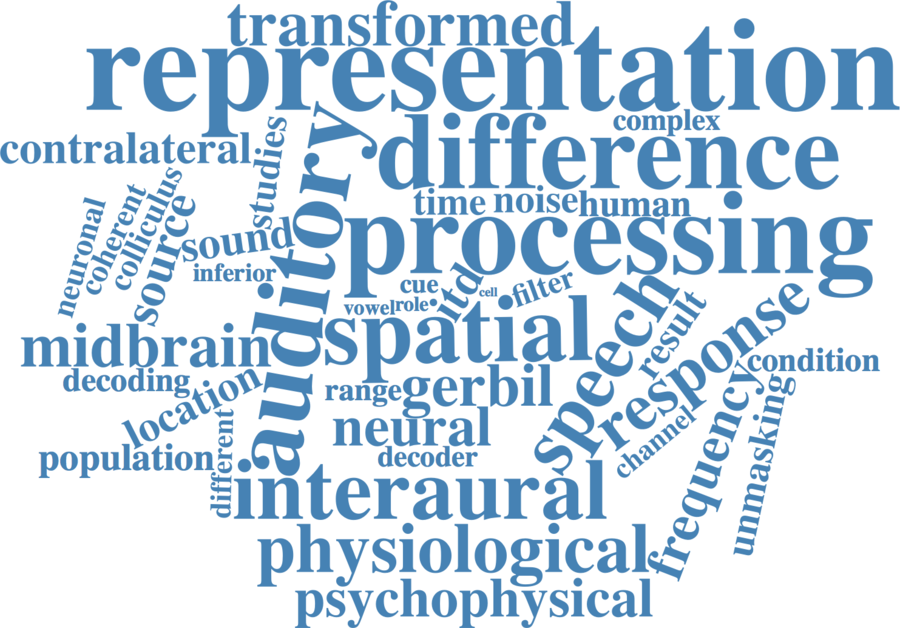 transformed
representation
complex
contralateral
studies
difference
auditory
time
noise
human
neuronal
coherent
colliculus
source
sound
inferior
processing
cue
itd
cell
filter
vowel
role
spatial
speech
result
response
midbrain
condition
decoding
location
range
gerbil
neural
frequency
unmasking
channel
population
different
decoder
interaural
physiological
psychophysical